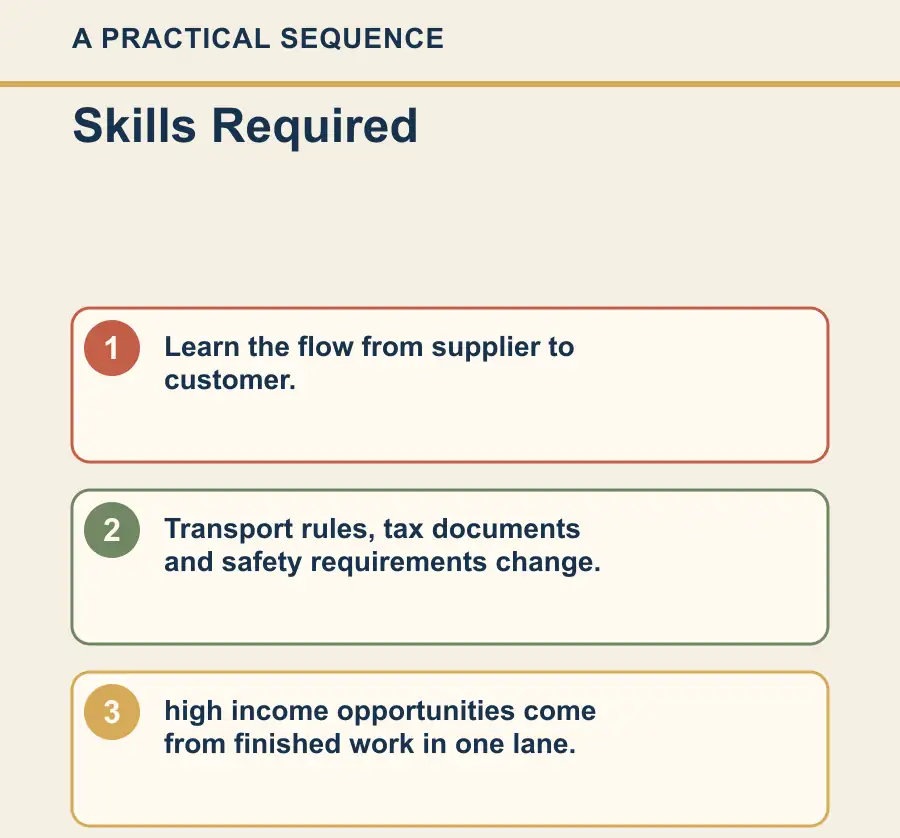 A PRACTICAL SEQUENCE
Skills Required
1
Learn the flow from supplier to
customer.
2
Transport rules, tax documents
and safety requirements change.
3
high income opportunities come
from finished work in one lane.